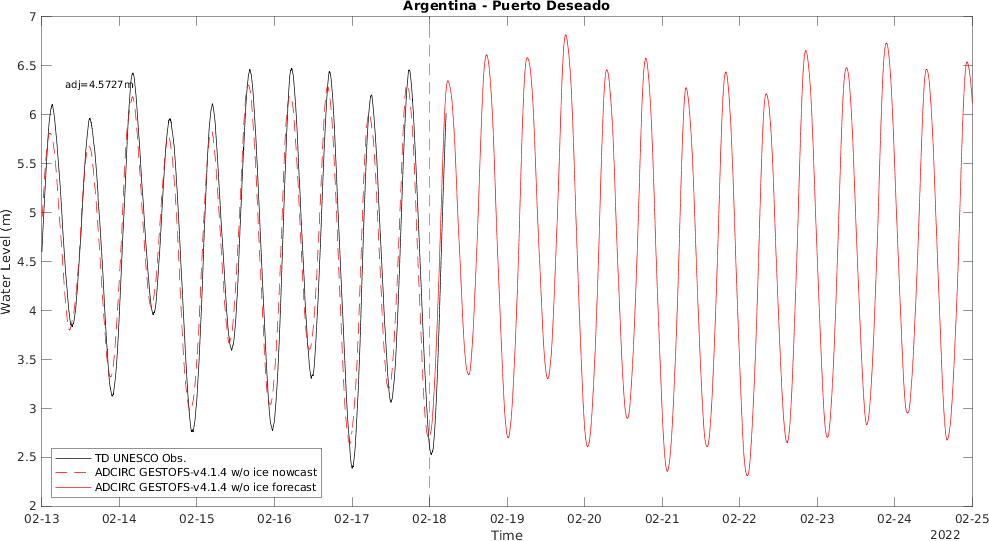 Argentina - Puerto Deseado
7
6.5
adj=4.5727m
6
5.5
5
4.5
4
3.5
3
2.5
2
Water Level (m)
TD UNESCO Obs.
ADCIRC GESTOFS-v4.1.4 w/o ice nowcast
ADCIRC GESTOFS-v4.1.4 w/o ice forecast
02-13 02-14 02-15 02-16 02-17 02-18 02-19 02-20 02-21 02-22 02-23 02-24 02-25
Time
2022